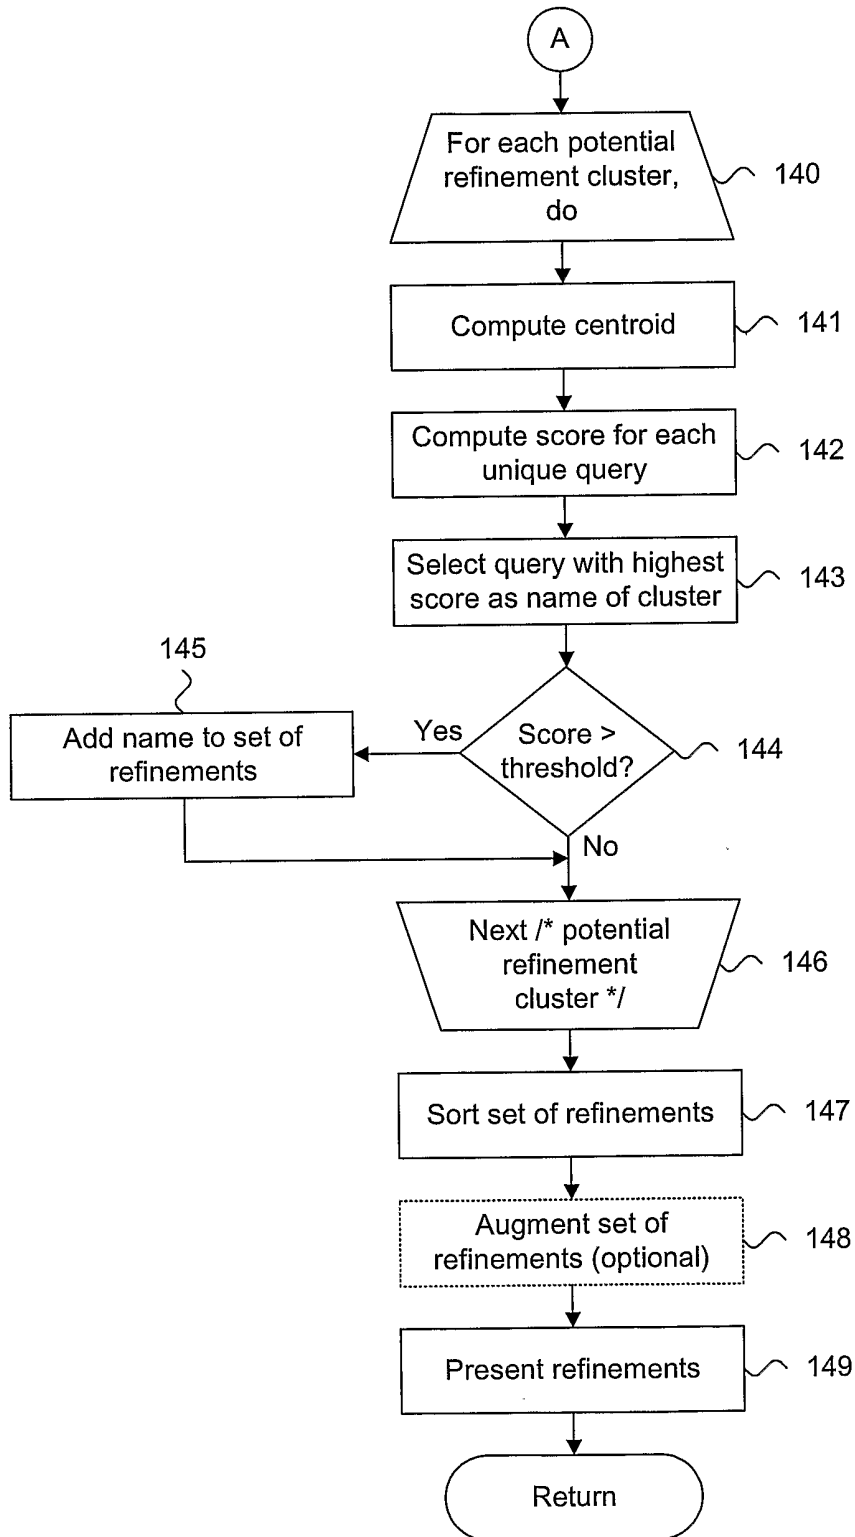 A
For each potential
refinement cluster,
do
140
Compute centroid
141
Compute score for each
unique query
142
Select query with highest
score as name of cluster
143
145
Add name to set of
refinements
Yes
Score >
threshold?
144
No
Next /* potential
refinement
cluster */
146
Sort set of refinements
147
Augment set of
refinements (optional)
148
Present refinements
149
Return